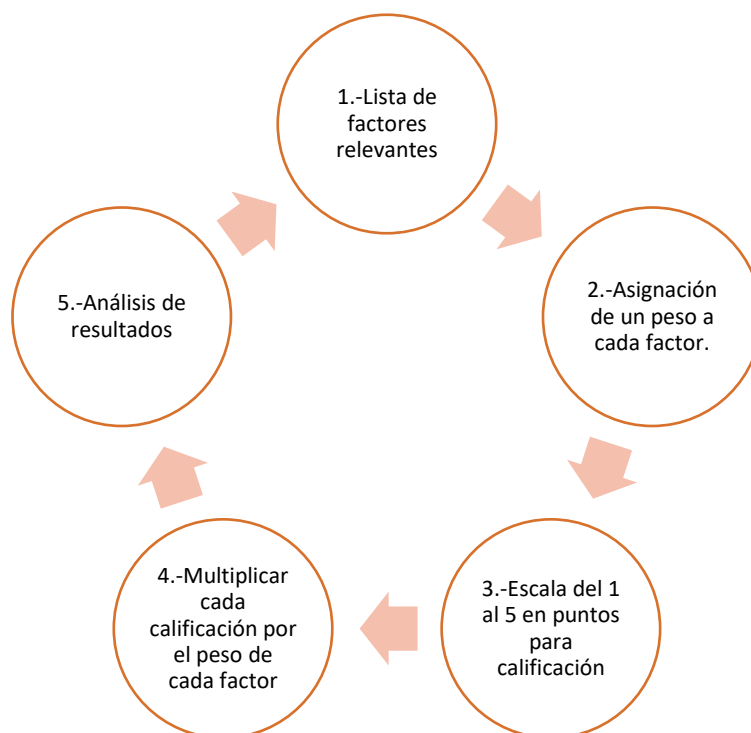 1.-Lista de
factores
relevantes
2.-Asignación
de un peso a
cada factor.
3.-Escala del 1
al 5 en puntos
para
calificación
4.-Multiplicar
cada
calificación por
el peso de
cada factor
5.-Análisis de
resultados